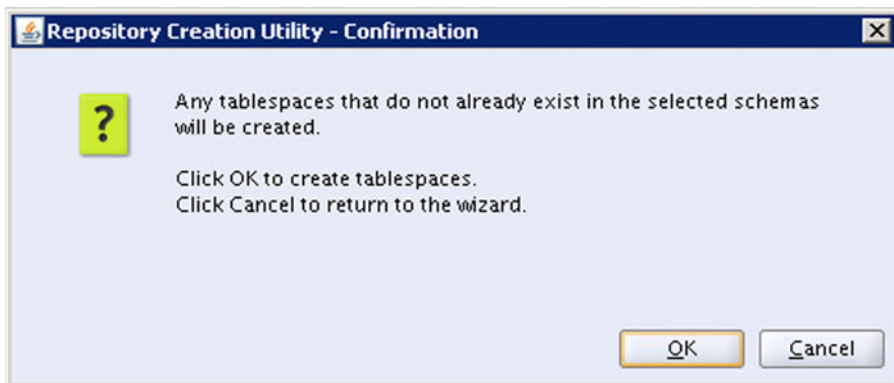 Repository Creation Utility - Confirmation
?
Any tablespaces that do not already exist in the selected schemas
will be created.
Click OK to create tablespaces.
Click Cancel to return to the wizard.
OK Cancel